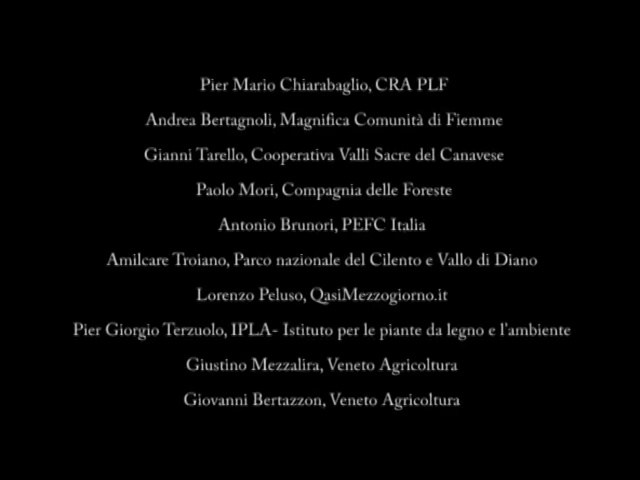 Pier Mario Chiarabaglio, CRA PLF
Andrea Bertagnoli, Magnifica Comunità di Fiemme
Gianni Tarello, Cooperativa Valli Sacre del Canavese
Paolo Mori, Compagnia delle Foreste
Antonio Brunori, PEFC Italia
Amilcare Troiano, Parco nazionale del Cilento e Vallo di Diano
Lorenzo Peluso, QasiMezzogiorno.it
Pier Giorgio Terzuolo, IPLA- Istituto per le piante da legno e l'ambiente
Giustino Mezzalira, Veneto Agricoltura
Giovanni Bertazzon, Veneto Agricoltura